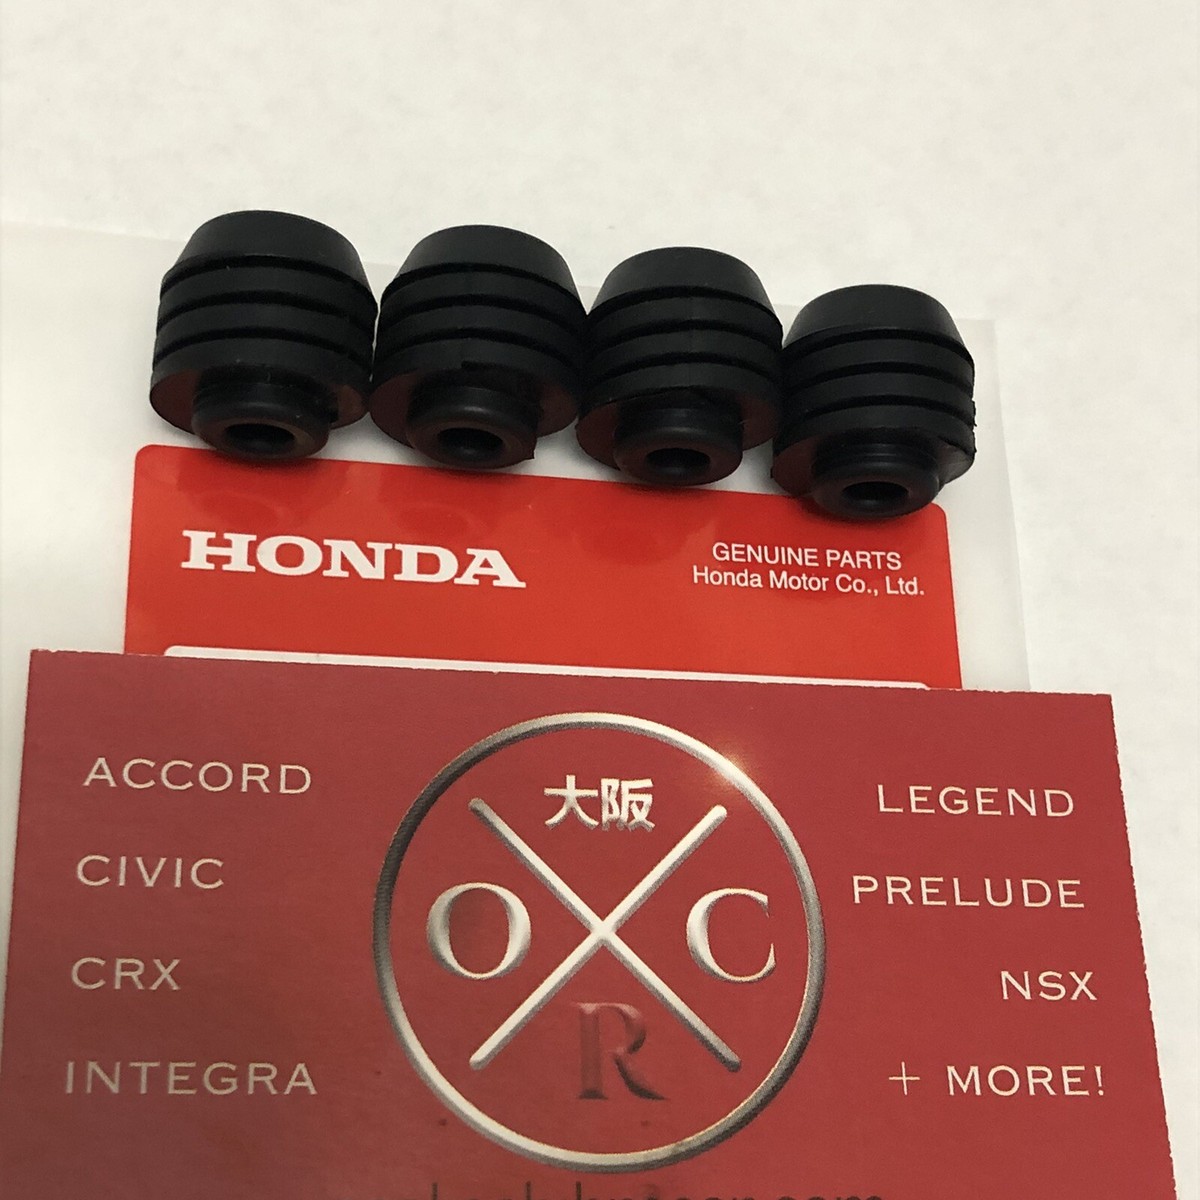 HONDA
GENUINE PARTS
Honda Motor Co., Ltd.
ACCORD
CIVIC
CRX
INTEGRA
大阪
O C
R
LEGEND
PRELUDE
NSX
+ MORE!